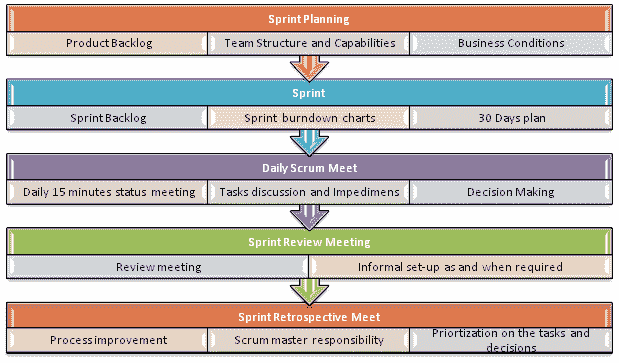 Sprint Planning
Product Backlog
Team Structure and Capabilities
Business Conditions
Sprint
Sprint Backlog
Sprint burndown charts
30 Days plan
Daily Scrum Meet
Daily 15 minutes status meeting
Tasks discussion and Impedimens
Decision Making
Sprint Review Meeting
Review meeting
Informal set-up as and when required
Sprint Retrospective Meet
Process improvement
Scrum master responsibility
Priortization on the tasks and
decisions